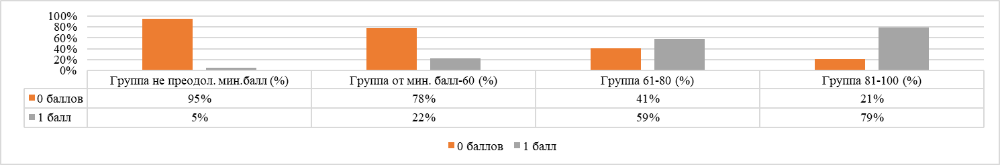 100%
80%
60%
40%
20%
0%
Группа не преодол. мин.балл (%) Группа от мин. балл-60 (%) Группа 61-80 (%) Группа 81-100 (%)
0 баллов 95% 78% 41% 21%
1 балл 5% 22% 59% 79%
0 баллов 1 балл